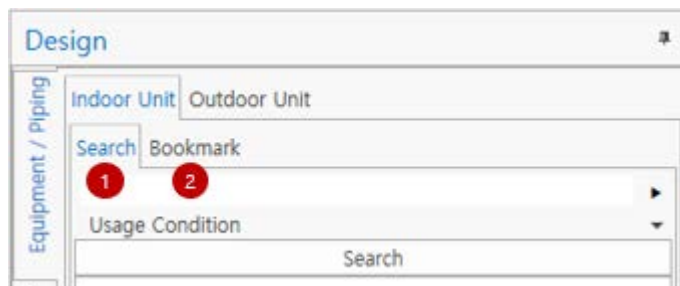 Design
Equipment / Piping
Indoor Unit Outdoor Unit
Search Bookmark
1 2
Usage Condition
Search